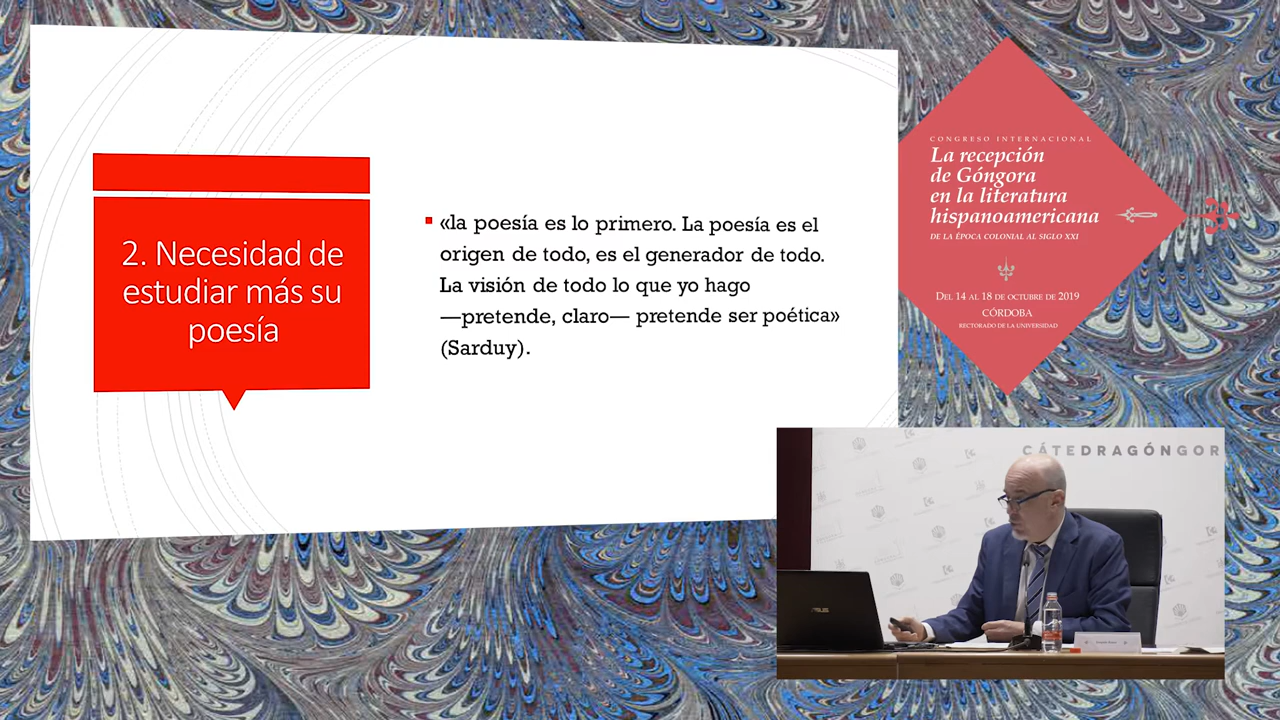 2. Necesidad de
estudiar más su
poesía
«la poesía es lo primero. La poesía es el
origen de todo, es el generador de todo.
La visión de todo lo que yo hago
—pretende, claro— pretende ser poética»
(Sarduy).
CONGRESO INTERNACIONAL
La recepción
de Góngora
en la literatura
hispanoamericana
DE LA ÉPOCA COLONIAL AL SIGLO XXI
DEL 14 AL 18 DE OCTUBRE DE 2019
CÓRDOBA
RECTORADO DE LA UNIVERSIDAD
CÁTEDRAGÓNGOR
ASUS